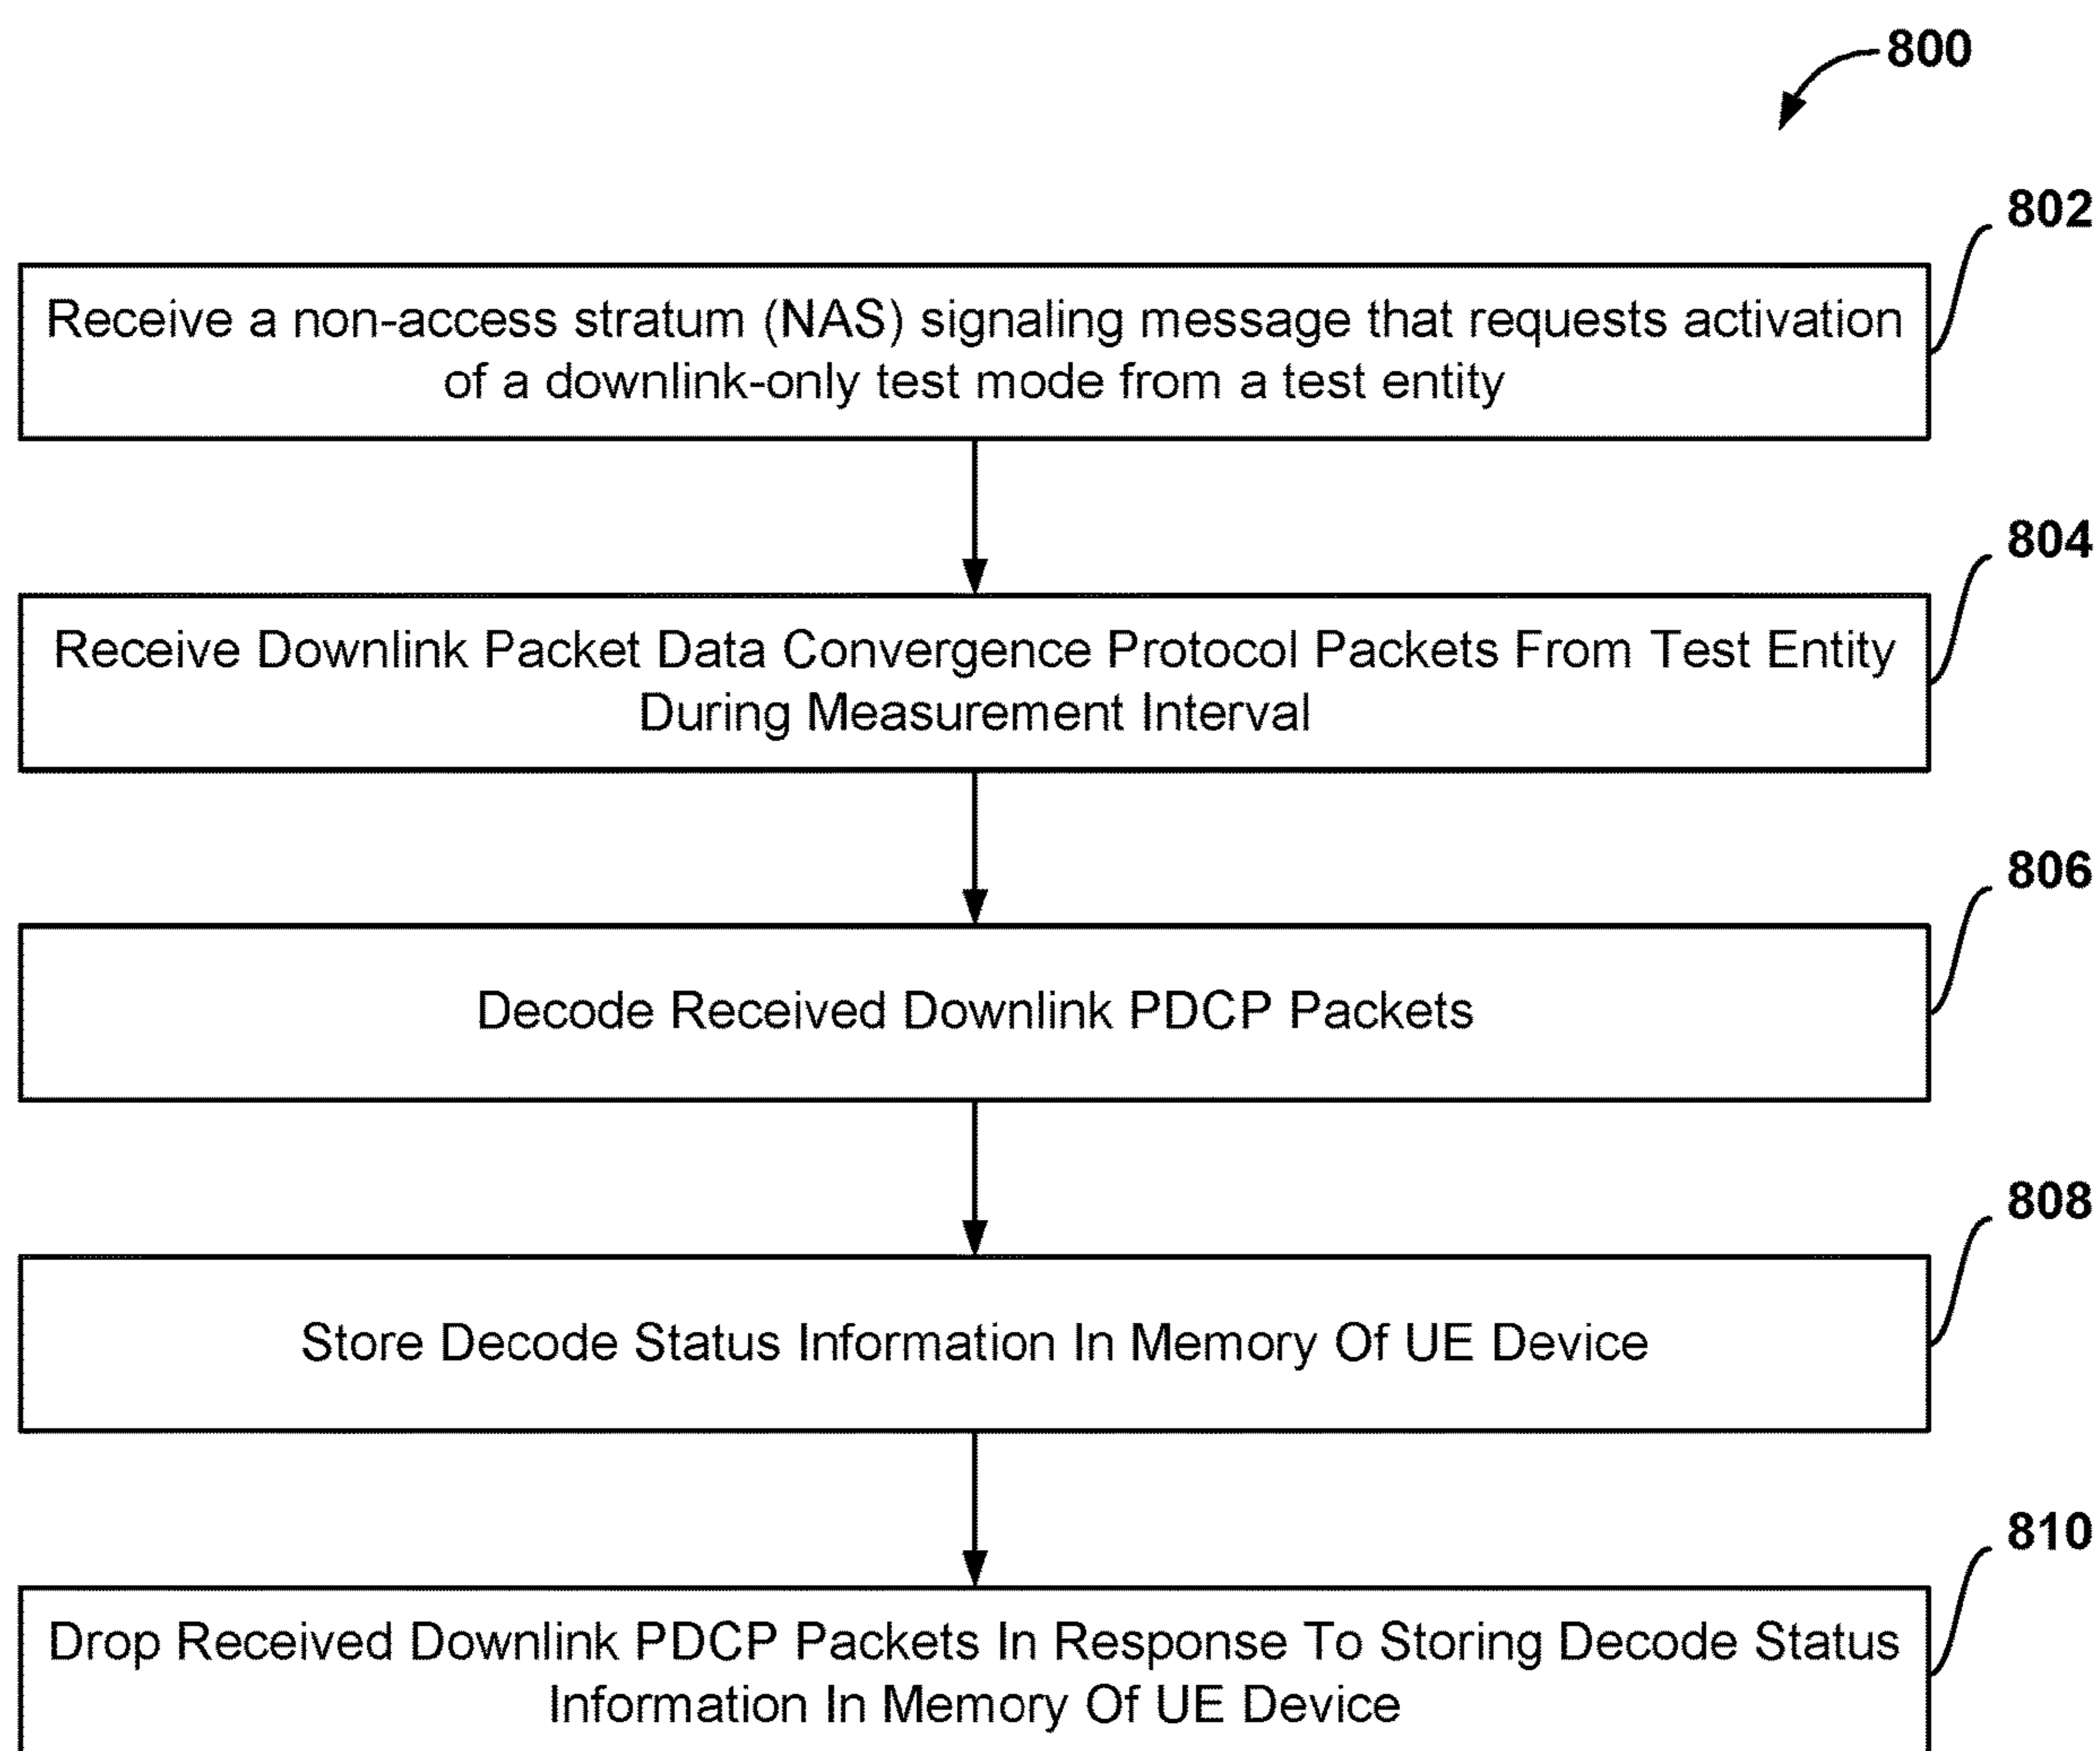 800
802
Receive a non-access stratum (NAS) signaling message that requests activation
of a downlink-only test mode from a test entity
804
Receive Downlink Packet Data Convergence Protocol Packets From Test Entity
During Measurement Interval
806
Decode Received Downlink PDCP Packets
808
Store Decode Status Information In Memory Of UE Device
810
Drop Received Downlink PDCP Packets In Response To Storing Decode Status
Information In Memory Of UE Device